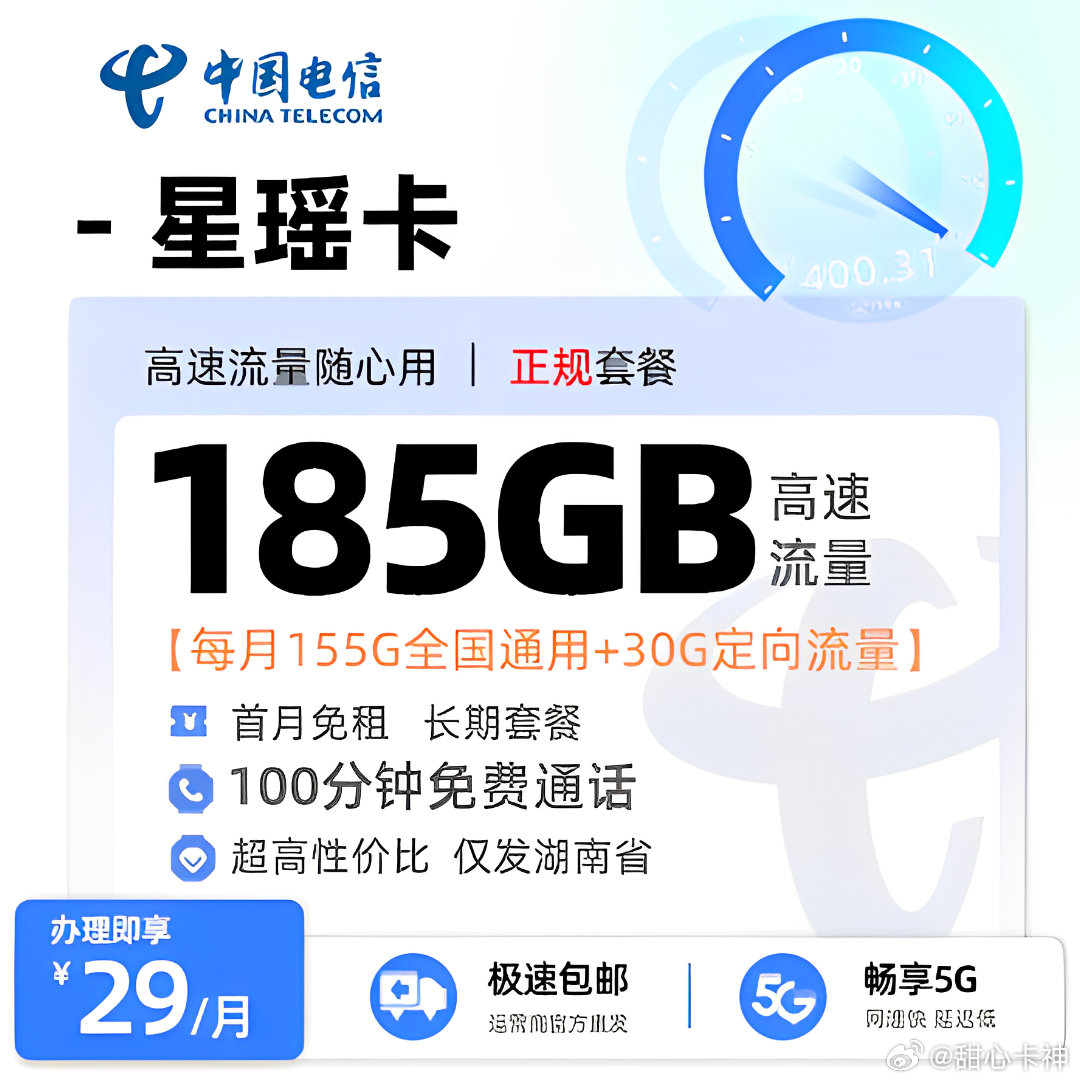 中国电信
CHINA TELECOM
- 星瑶卡
400.31
高速流量随心用 | 正规套餐
185GB 高速流量
【每月155G全国通用+30G定向流量】
首月免租 长期套餐
100分钟免费通话
超高性价比 仅发湖南省
办理即享
¥29/月
极速包邮
畅享5G
@甜心卡神